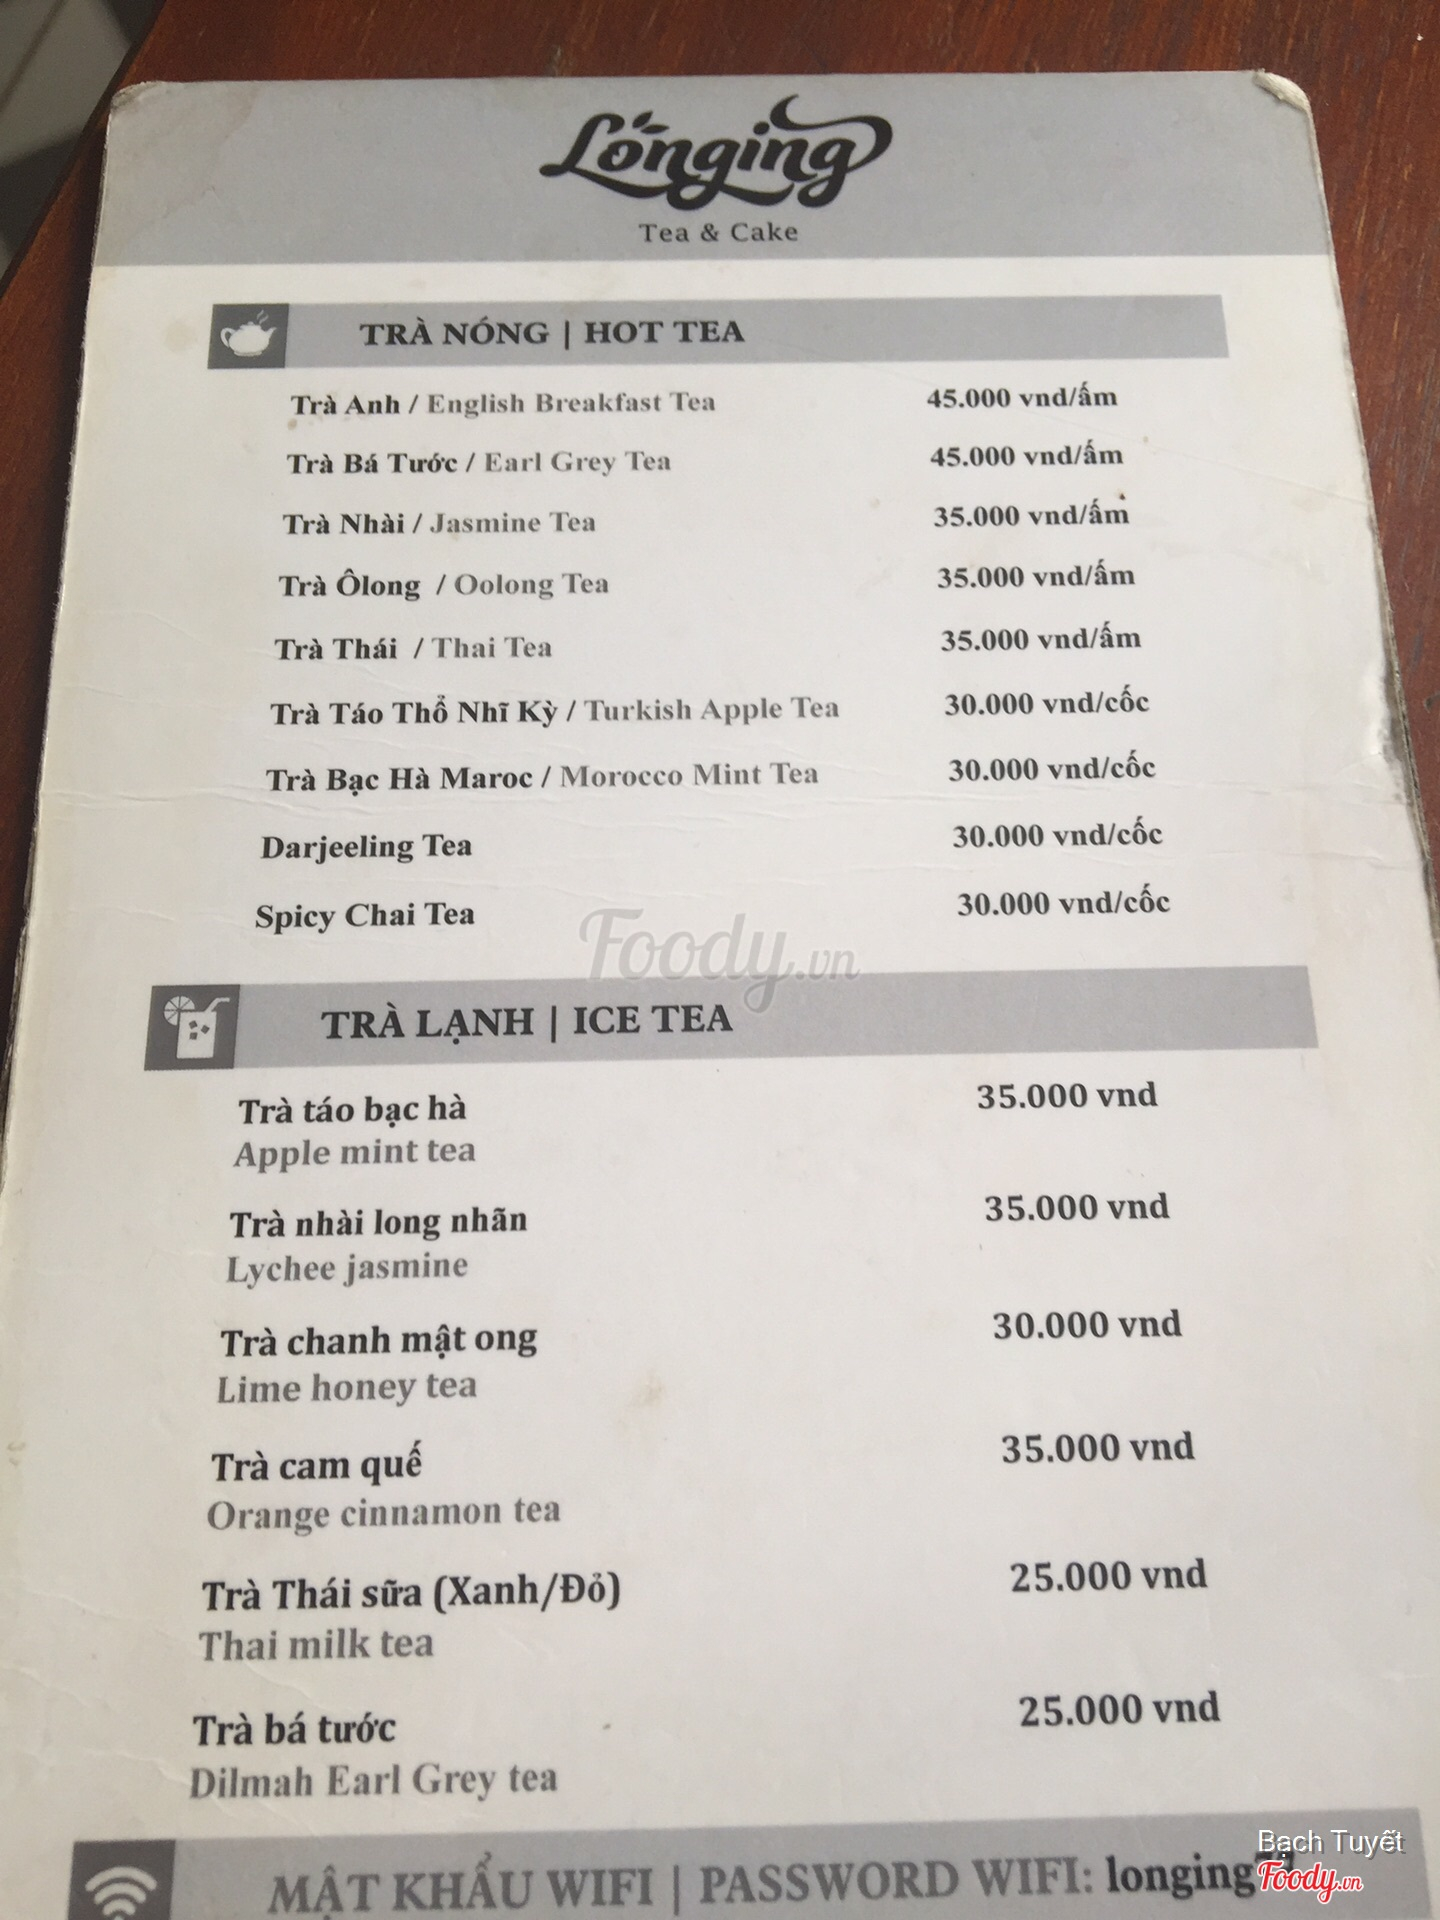 Longing
Tea & Cake
TRÀ NÓNG | HOT TEA
Trà Anh / English Breakfast Tea 45.000 vnd/ấm
Trà Bá Tước / Earl Grey Tea 45.000 vnd/ấm
Trà Nhài / Jasmine Tea 35.000 vnd/ấm
Trà Ôlong / Oolong Tea 35.000 vnd/ấm
Trà Thái / Thai Tea 35.000 vnd/ấm
Trà Táo Thổ Nhĩ Kỳ / Turkish Apple Tea 30.000 vnd/cốc
Trà Bạc Hà Maroc / Morocco Mint Tea 30.000 vnd/cốc
Darjeeling Tea 30.000 vnd/cốc
Spicy Chai Tea 30.000 vnd/cốc
Foody.vn
TRÀ LẠNH | ICE TEA
Trà táo bạc hà 35.000 vnd
Apple mint tea
Trà nhài long nhãn 35.000 vnd
Lychee jasmine
Trà chanh mật ong 30.000 vnd
Lime honey tea
Trà cam quế 35.000 vnd
Orange cinnamon tea
Trà Thái sữa (Xanh/Đỏ) 25.000 vnd
Thai milk tea
Trà bá tước 25.000 vnd
Dilmah Earl Grey tea
Bạch Tuyết
MẬT KHẨU WIFI | PASSWORD WIFI: longing77
Foody.vn